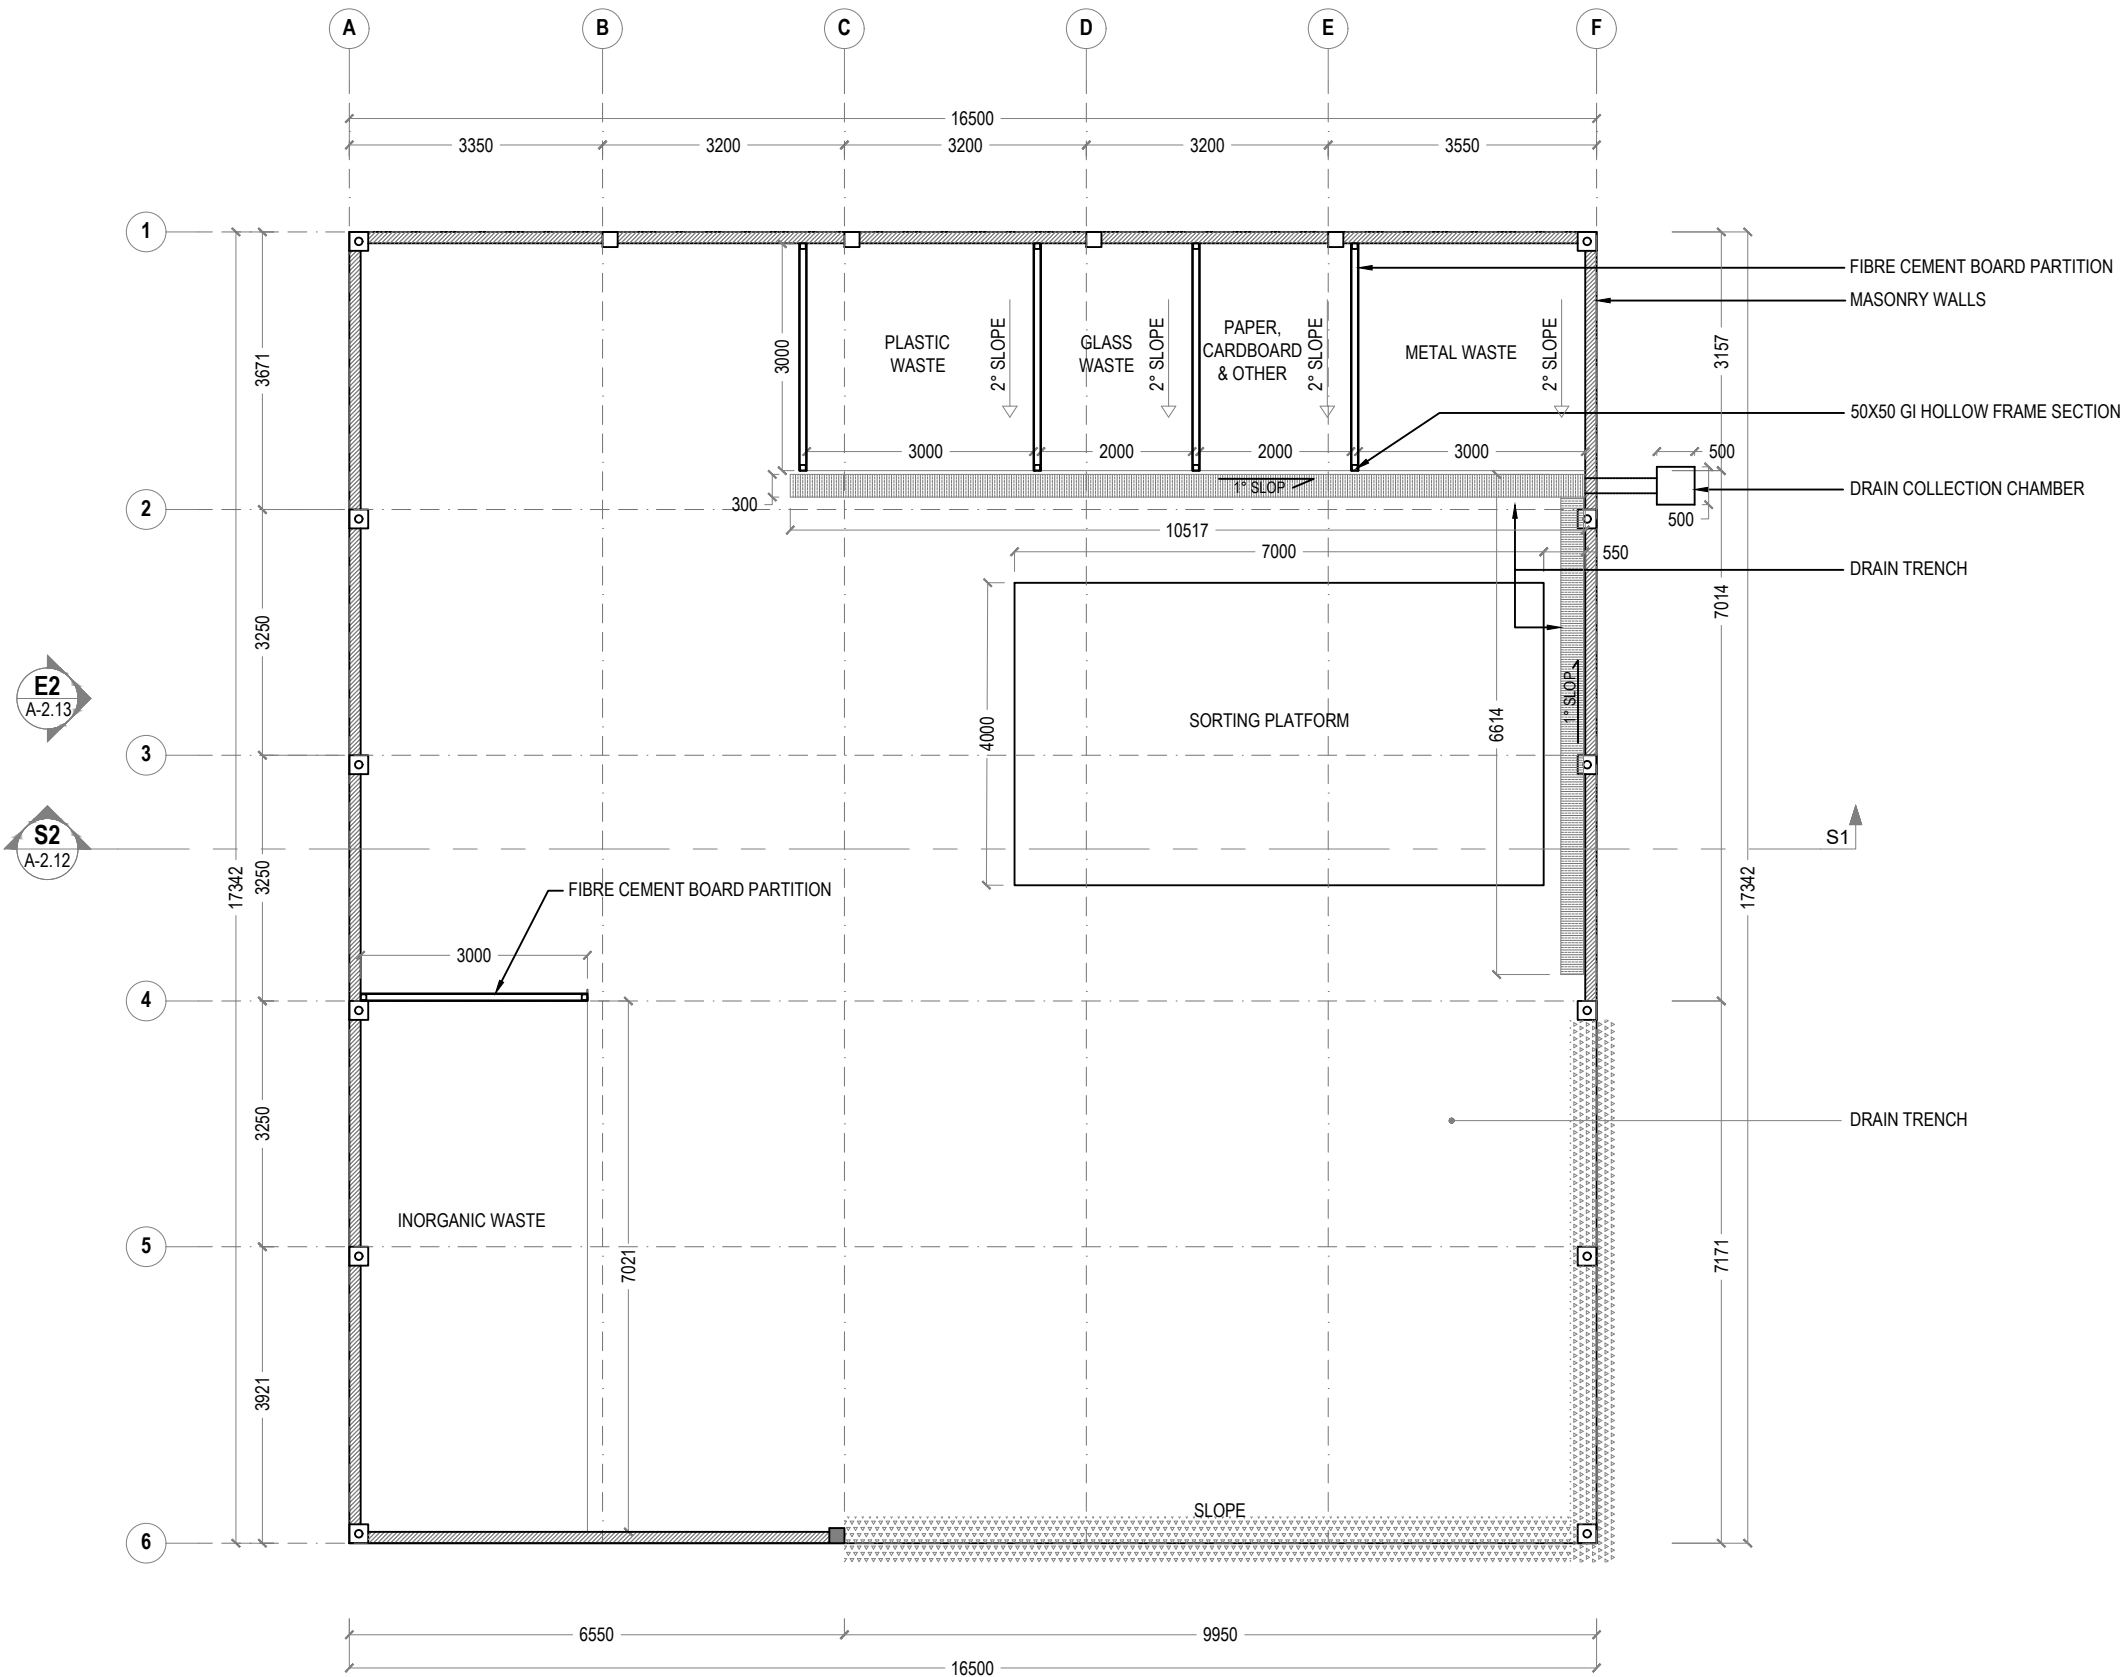 A
B
C
D
E
F
16500
3350
3200
3200
3200
3550
1
2
3
4
5
6
17342
3671
3250
3250
3250
3921
3000
PLASTIC
WASTE
2° SLOPE
GLASS
WASTE
2° SLOPE
PAPER,
CARDBOARD
& OTHER
2° SLOPE
METAL WASTE
2° SLOPE
3000
2000
2000
3000
300
1° SLOP
10517
7000
550
500
500
FIBRE CEMENT BOARD PARTITION
MASONRY WALLS
50X50 GI HOLLOW FRAME SECTION
DRAIN COLLECTION CHAMBER
DRAIN TRENCH
3157
7014
7171
17342
4000
SORTING PLATFORM
6614
1° SLOP
E2
A-2.13
S2
A-2.12
S1
FIBRE CEMENT BOARD PARTITION
3000
DRAIN TRENCH
INORGANIC WASTE
7021
SLOPE
6550
9950
16500